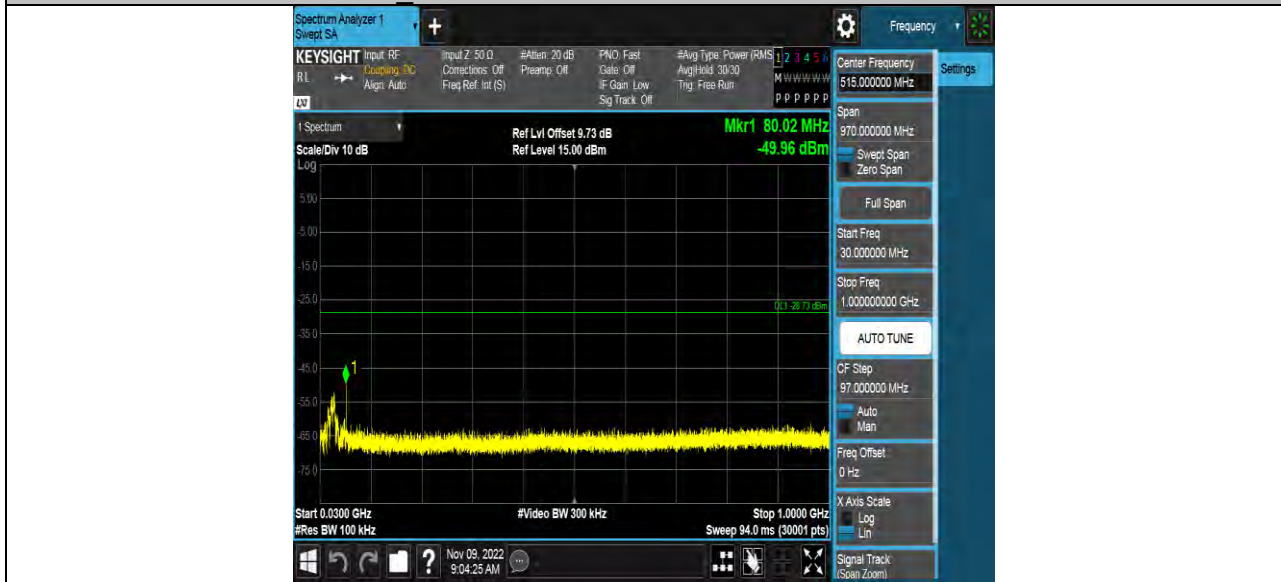 Spectrum Analyzer 1
Swept SA
+
Frequency
KEYSIGHT
Input: RF
Coupling: DC
Align: Auto
Input Z: 50 Ω
Corrections: Off
Freq Ref: Int (S)
#Atten: 20 dB
Preamp: Off
PNO: Fast
Gate: Off
IF Gain: Low
Sig Track: Off
#Avg Type: Power (RMS
Avg|Hold: 30/30
Trig: Free Run
1 2 3 4 5 6
M W W W W W
P P P P P P
RL
LXI
Center Frequency
515.000000 MHz
Settings
Span
970.000000 MHz
Swept Span
Zero Span
Full Span
Start Freq
30.000000 MHz
Stop Freq
1.000000000 GHz
AUTO TUNE
CF Step
97.000000 MHz
Auto
Man
Freq Offset
0 Hz
X Axis Scale
Log
Lin
Signal Track
(Span Zoom)
1 Spectrum
Scale/Div 10 dB
Ref Lvl Offset 9.73 dB
Ref Level 15.00 dBm
Mkr1 80.02 MHz
-49.96 dBm
Log
5.00
-5.00
-15.0
-25.0
DL1 -28.73 dBm
-35.0
-45.0
1
-55.0
-65.0
-75.0
Start 0.0300 GHz
#Video BW 300 kHz
Stop 1.0000 GHz
#Res BW 100 kHz
Sweep 94.0 ms (30001 pts)
?
Nov 09, 2022
9:04:25 AM